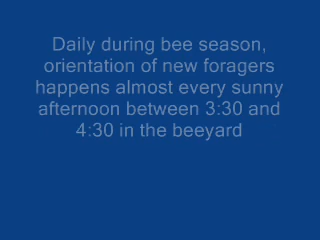 Daily during bee season,
orientation of new foragers
happens almost every sunny
afternoon between 3:30 and
4:30 in the beeyard